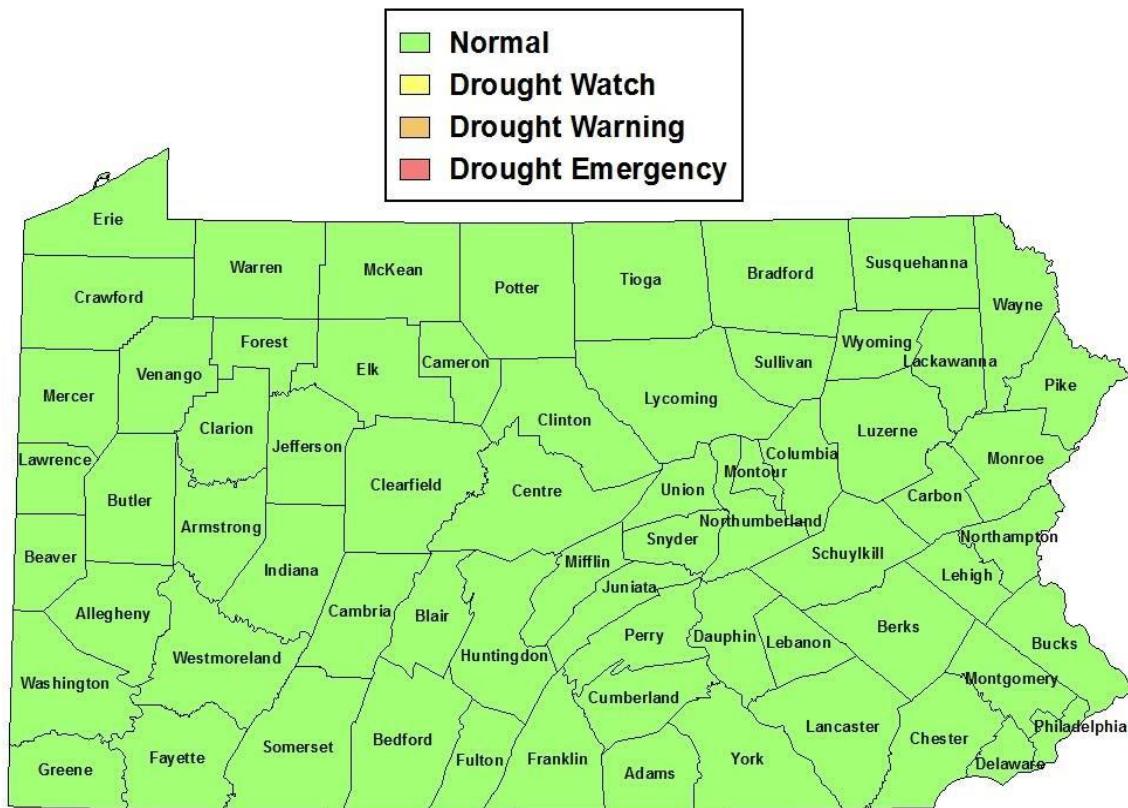 Normal
Drought Watch
Drought Warning
Drought Emergency
Erie
Warren
McKean
Potter
Tioga
Bradford
Susquehanna
Wayne
Crawford
Forest
Elk
Cameron
Sullivan
Wyoming
Lackawanna
Pike
Mercer
Venango
Clarion
Jefferson
Clinton
Lycoming
Columbia
Luzerne
Monroe
Lawrence
Butler
Armstrong
Clearfield
Centre
Union
Montour
Carbon
Northampton
Beaver
Indiana
Mifflin
Snyder
Northumberland
Schuylkill
Lehigh
Allegheny
Cambria
Blair
Juniata
Perry
Dauphin
Lebanon
Berks
Bucks
Washington
Westmoreland
Huntingdon
Cumberland
Montgomery
Greene
Fayette
Somerset
Bedford
Fulton
Franklin
Adams
York
Lancaster
Chester
Delaware
Philadelphia